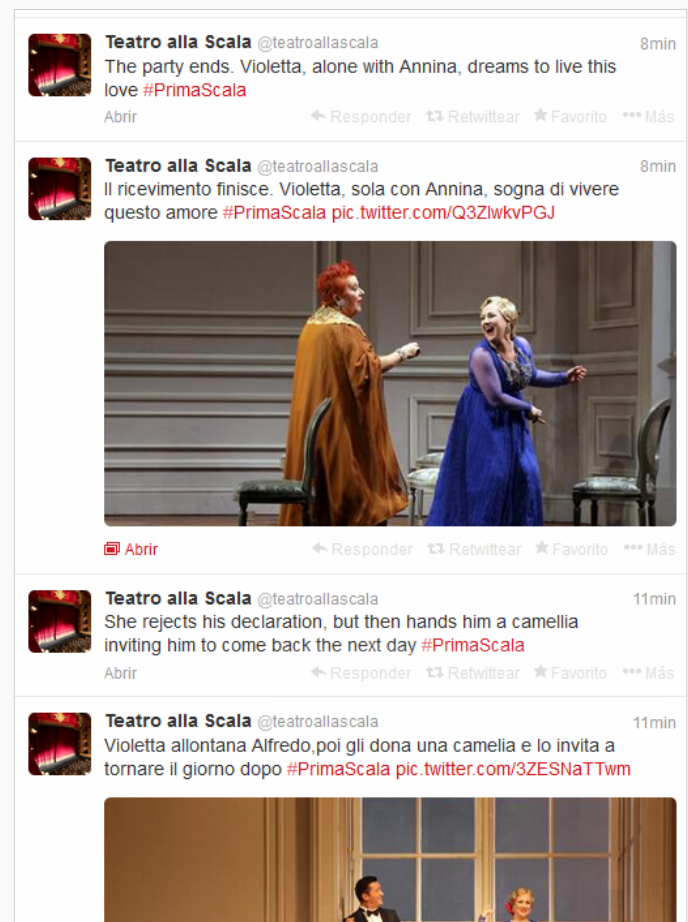 Teatro alla Scala @teatroallascala 8min
The party ends. Violetta, alone with Annina, dreams to live this
love #PrimaScala
Abrir Responder Retwittear Favorito Más
Teatro alla Scala @teatroallascala 8min
Il ricevimento finisce. Violetta, sola con Annina, sogna di vivere
questo amore #PrimaScala pic.twitter.com/Q3ZlwkvPGJ
Abrir Responder Retwittear Favorito Más
Teatro alla Scala @teatroallascala 11min
She rejects his declaration, but then hands him a camellia
inviting him to come back the next day #PrimaScala
Abrir Responder Retwittear Favorito Más
Teatro alla Scala @teatroallascala 11min
Violetta allontana Alfredo,poi gli dona una camelia e lo invita a
tornare il giorno dopo #PrimaScala pic.twitter.com/3ZESNaTTwm